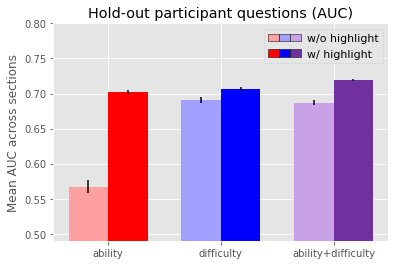 Hold-out participant questions (AUC)
Mean AUC across sections
0.80
0.75
0.70
0.65
0.60
0.55
0.50
w/o highlight
w/ highlight
ability
difficulty
ability+difficulty